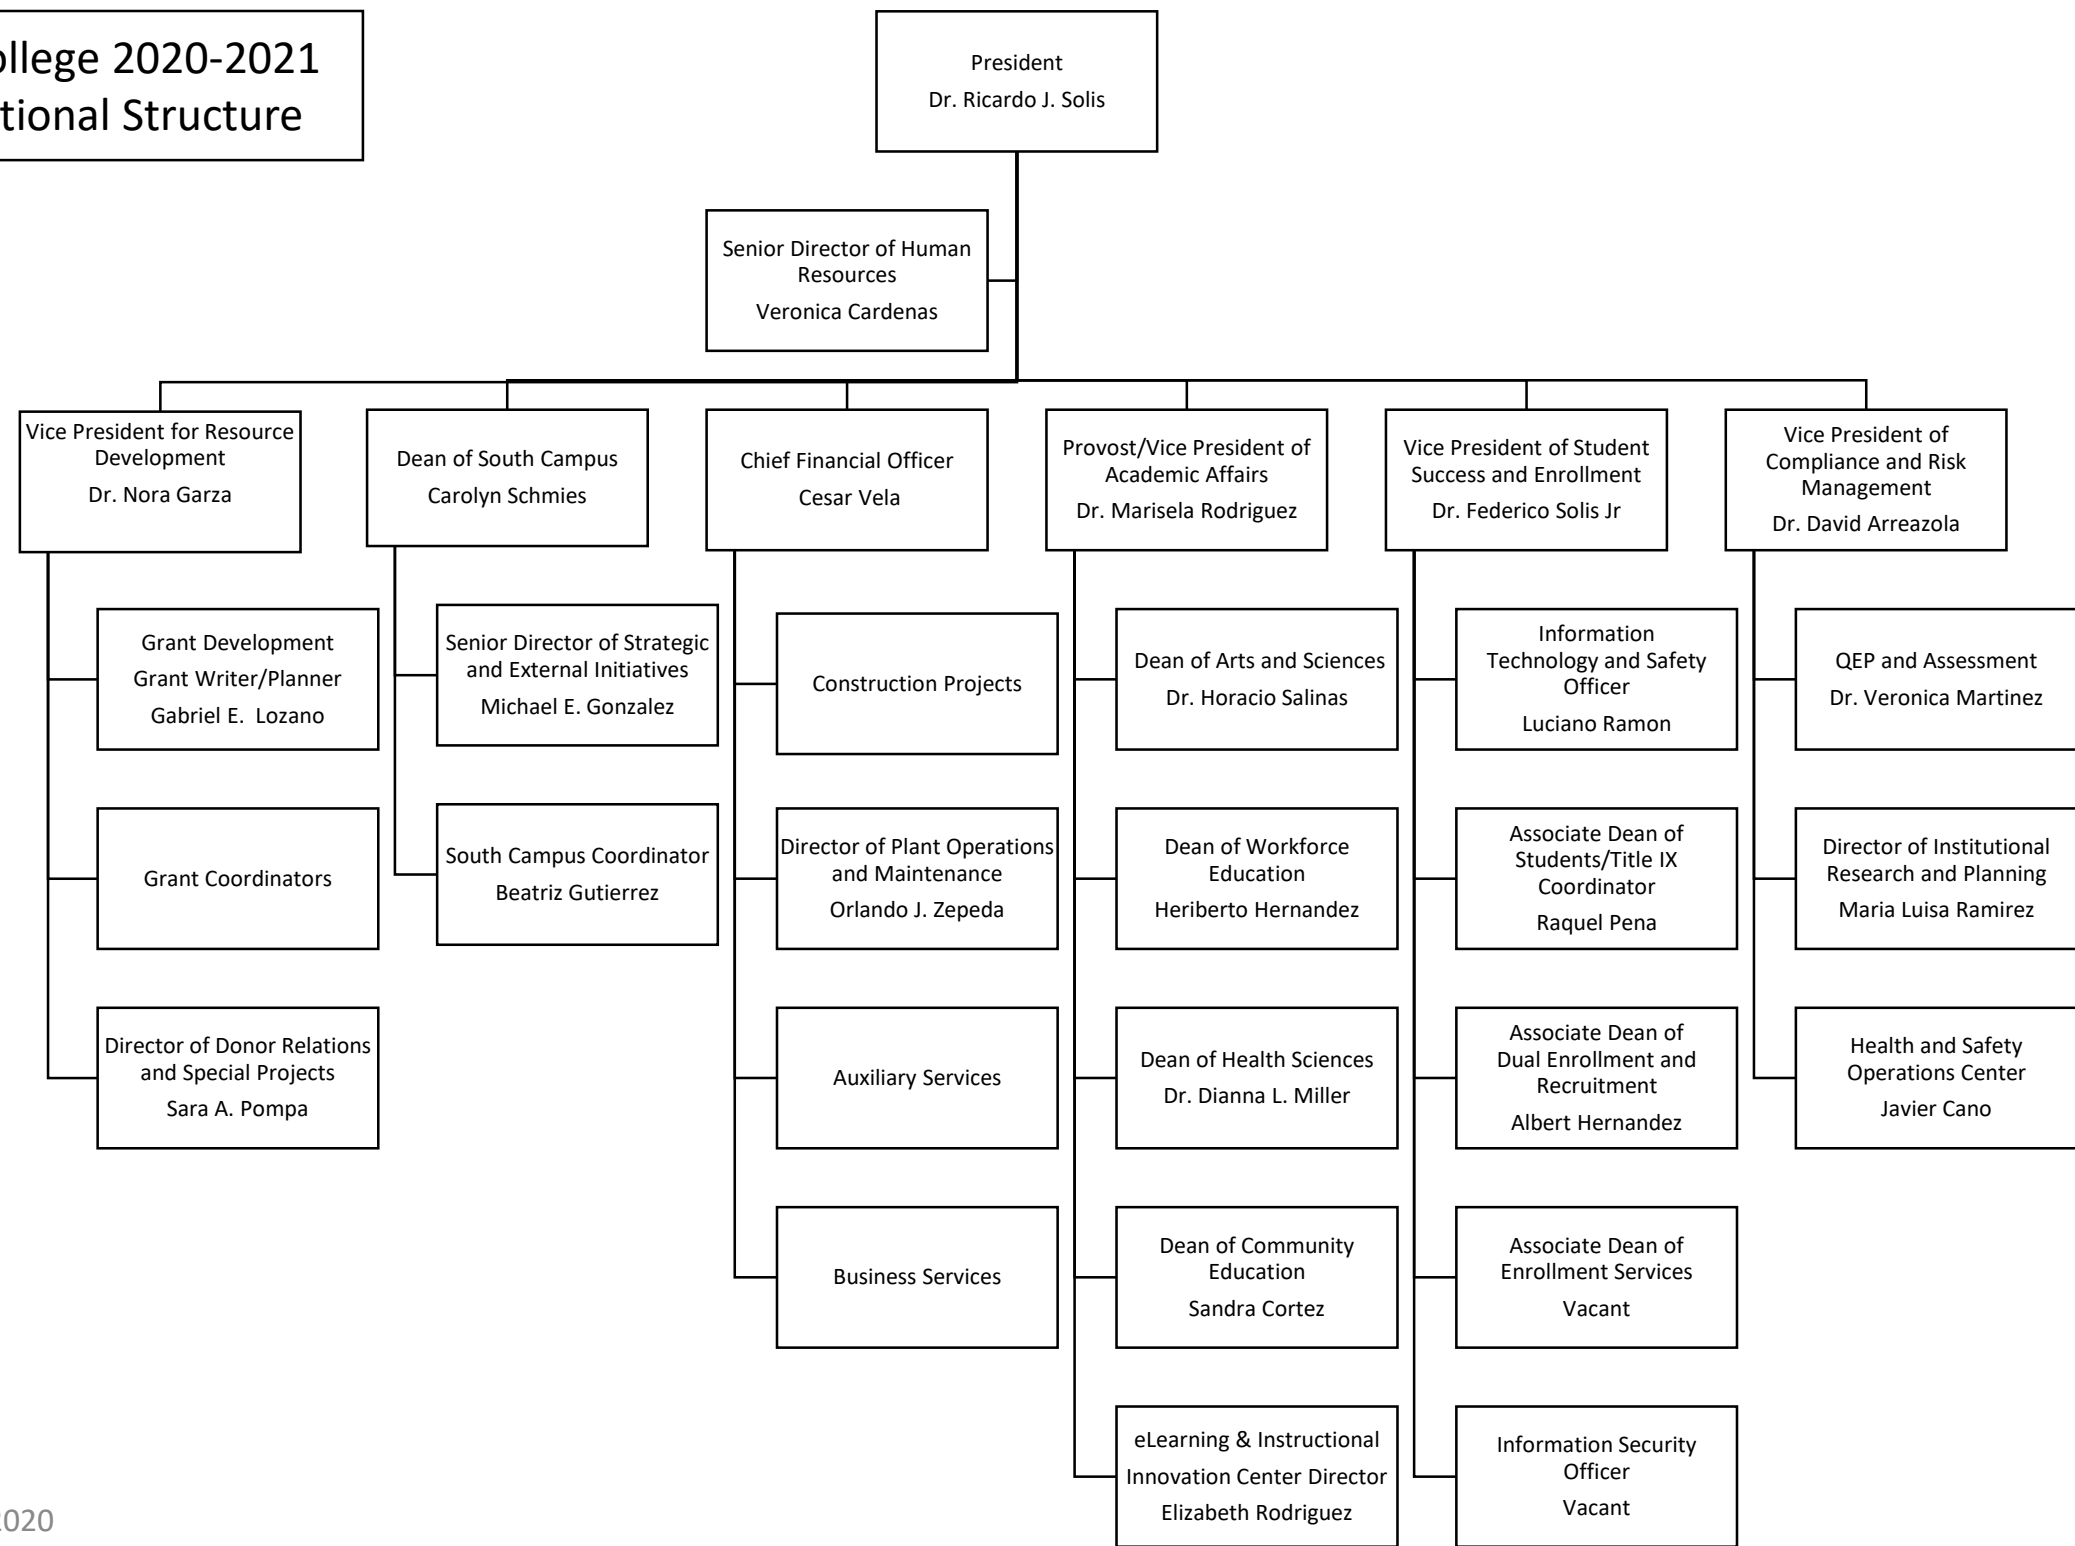 ollege 2020-2021
tional Structure
President
Dr. Ricardo J. Solis
Senior Director of Human
Resources
Veronica Cardenas
Vice President for Resource
Development
Dr. Nora Garza
Dean of South Campus
Carolyn Schmies
Chief Financial Officer
Cesar Vela
Provost/Vice President of
Academic Affairs
Dr. Marisela Rodriguez
Vice President of Student
Success and Enrollment
Dr. Federico Solis Jr
Vice President of
Compliance and Risk
Management
Dr. David Arreazola
Grant Development
Grant Writer/Planner
Gabriel E.  Lozano
Grant Coordinators
Director of Donor Relations
and Special Projects
Sara A. Pompa
Senior Director of Strategic
and External Initiatives
Michael E. Gonzalez
South Campus Coordinator
Beatriz Gutierrez
Construction Projects
Director of Plant Operations
and Maintenance
Orlando J. Zepeda
Auxiliary Services
Business Services
Dean of Arts and Sciences
Dr. Horacio Salinas
Dean of Workforce
Education
Heriberto Hernandez
Dean of Health Sciences
Dr. Dianna L. Miller
Dean of Community
Education
Sandra Cortez
eLearning & Instructional
Innovation Center Director
Elizabeth Rodriguez
Information
Technology and Safety
Officer
Luciano Ramon
Associate Dean of
Students/Title IX
Coordinator
Raquel Pena
Associate Dean of
Dual Enrollment and
Recruitment
Albert Hernandez
Associate Dean of
Enrollment Services
Vacant
Information Security
Officer
Vacant
QEP and Assessment
Dr. Veronica Martinez
Director of Institutional
Research and Planning
Maria Luisa Ramirez
Health and Safety
Operations Center
Javier Cano
2020